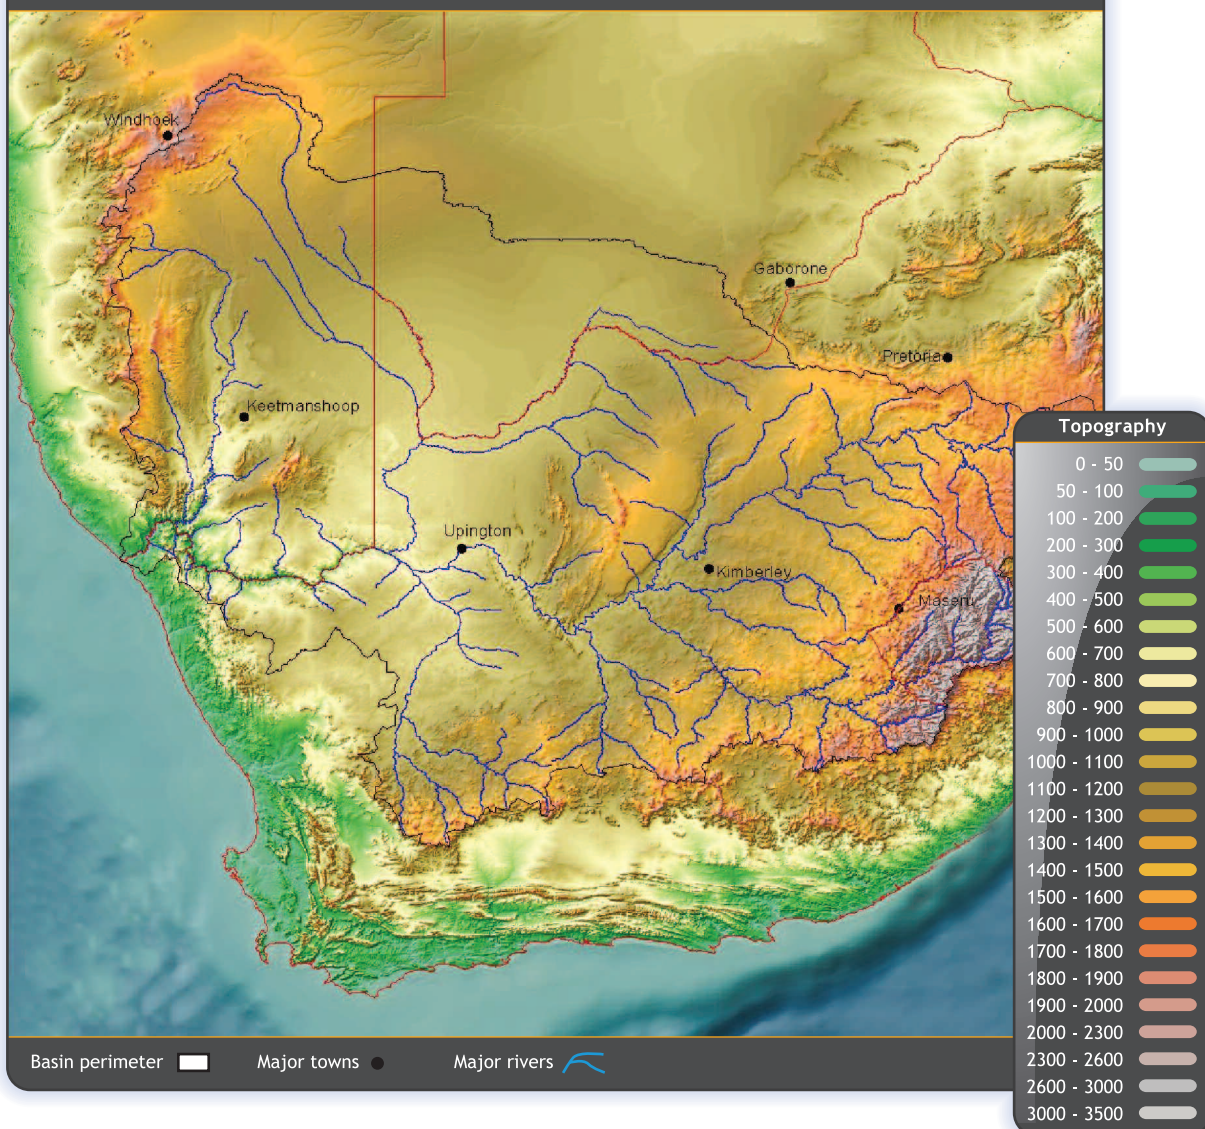 Windhoek
Gaborone
Pretoria
Keetmanshoop
Upington
Kimberley
Maseru
Topography
0 - 50
50 - 100
100 - 200
200 - 300
300 - 400
400 - 500
500 - 600
600 - 700
700 - 800
800 - 900
900 - 1000
1000 - 1100
1100 - 1200
1200 - 1300
1300 - 1400
1400 - 1500
1500 - 1600
1600 - 1700
1700 - 1800
1800 - 1900
1900 - 2000
2000 - 2300
2300 - 2600
2600 - 3000
3000 - 3500
Basin perimeter Major towns Major rivers